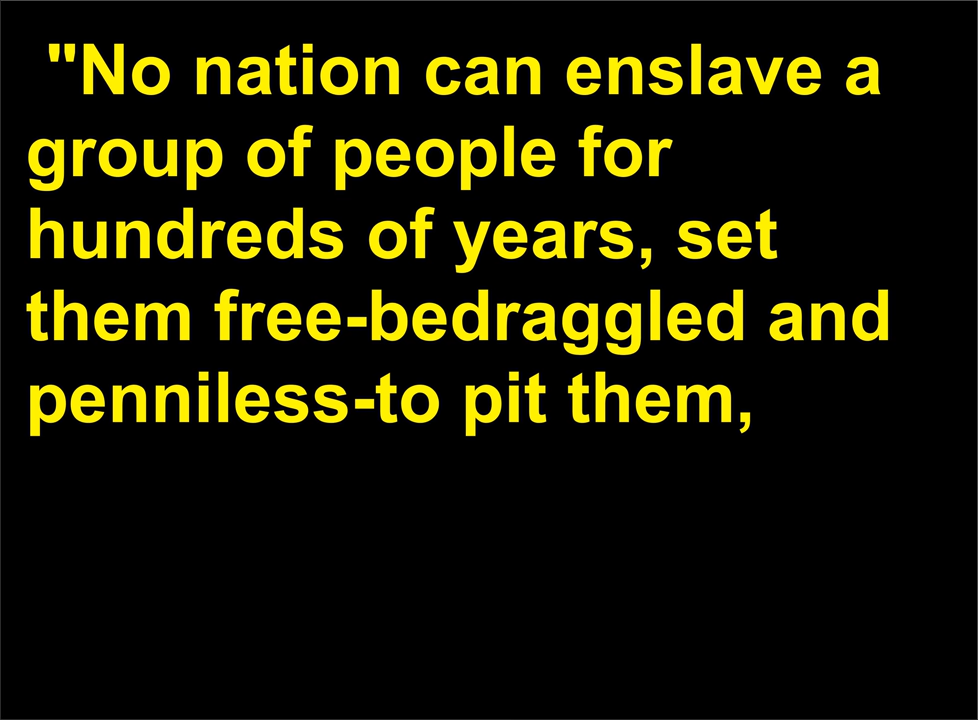 "No nation can enslave a
group of people for
hundreds of years, set
them free-bedraggled and
penniless-to pit them,